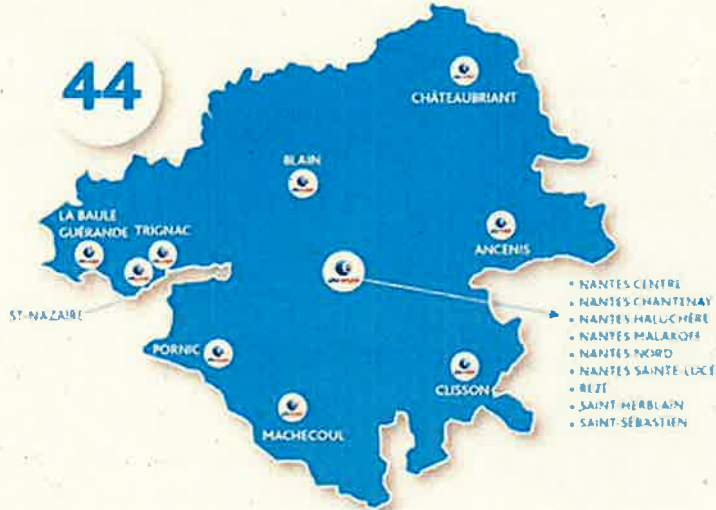 44
CHÂTEAUBRIANT
BLAIN
LA BAULE
GUÉRANDE
TRIGNAC
ANCENIS
ST-NAZAIRE
• NANTES CENTRE
• NANTES CHANTENAY
• NANTES HALUCHÈRE
• NANTES MALAKOFF
• NANTES NORD
• NANTES SAINTE-LUCE
• REZÉ
• SAINT-HERBLAIN
• SAINT-SÉBASTIEN
PORNIC
CLISSON
MACHECOUL